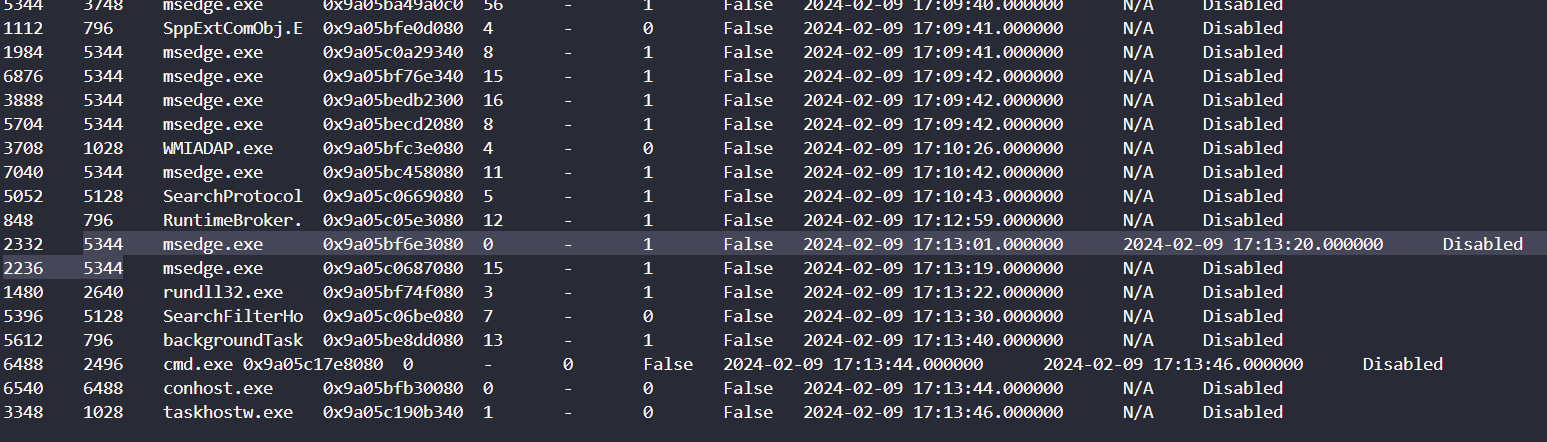 5344 3748 msedge.exe 0x9a05ba49a0c0 56 - 1 False 2024-02-09 17:09:40.000000 N/A Disabled
1112 796 SppExtComObj.E 0x9a05bfe0d080 4 - 0 False 2024-02-09 17:09:41.000000 N/A Disabled
1984 5344 msedge.exe 0x9a05c0a29340 8 - 1 False 2024-02-09 17:09:41.000000 N/A Disabled
6876 5344 msedge.exe 0x9a05bf76e340 15 - 1 False 2024-02-09 17:09:42.000000 N/A Disabled
3888 5344 msedge.exe 0x9a05bedb2300 16 - 1 False 2024-02-09 17:09:42.000000 N/A Disabled
5704 5344 msedge.exe 0x9a05becd2080 8 - 1 False 2024-02-09 17:09:42.000000 N/A Disabled
3708 1028 WMIADAP.exe 0x9a05bfc3e080 4 - 0 False 2024-02-09 17:10:26.000000 N/A Disabled
7040 5344 msedge.exe 0x9a05bc458080 11 - 1 False 2024-02-09 17:10:42.000000 N/A Disabled
5052 5128 SearchProtocol 0x9a05c0669080 5 - 1 False 2024-02-09 17:10:43.000000 N/A Disabled
848 796 RuntimeBroker. 0x9a05c05e3080 12 - 1 False 2024-02-09 17:12:59.000000 N/A Disabled
2332 5344 msedge.exe 0x9a05bf6e3080 0 - 1 False 2024-02-09 17:13:01.000000 2024-02-09 17:13:20.000000 Disabled
2236 5344 msedge.exe 0x9a05c0687080 15 - 1 False 2024-02-09 17:13:19.000000 N/A Disabled
1480 2640 rundll32.exe 0x9a05bf74f080 3 - 1 False 2024-02-09 17:13:22.000000 N/A Disabled
5396 5128 SearchFilterHo 0x9a05c06be080 7 - 0 False 2024-02-09 17:13:30.000000 N/A Disabled
5612 796 backgroundTask 0x9a05be8dd080 13 - 1 False 2024-02-09 17:13:40.000000 N/A Disabled
6488 2496 cmd.exe 0x9a05c17e8080 0 - 0 False 2024-02-09 17:13:44.000000 2024-02-09 17:13:46.000000 Disabled
6540 6488 conhost.exe 0x9a05bfb30080 0 - 0 False 2024-02-09 17:13:44.000000 N/A Disabled
3348 1028 taskhostw.exe 0x9a05c190b340 1 - 0 False 2024-02-09 17:13:46.000000 N/A Disabled